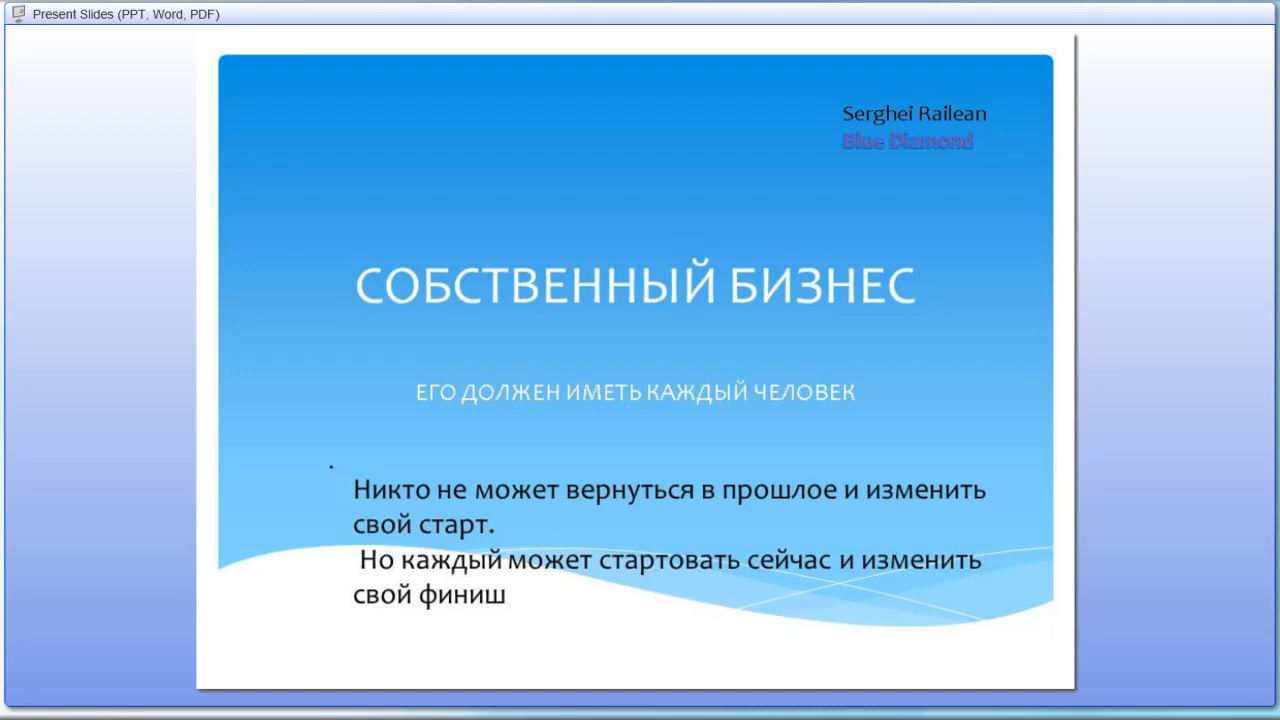 Present Slides (PPT, Word, PDF)
Serghei Railean
Blue Diamond
СОБСТВЕННЫЙ БИЗНЕС
ЕГО ДОЛЖЕН ИМЕТЬ КАЖДЫЙ ЧЕЛОВЕК
.
Никто не может вернуться в прошлое и изменить
свой старт.
Но каждый может стартовать сейчас и изменить
свой финиш